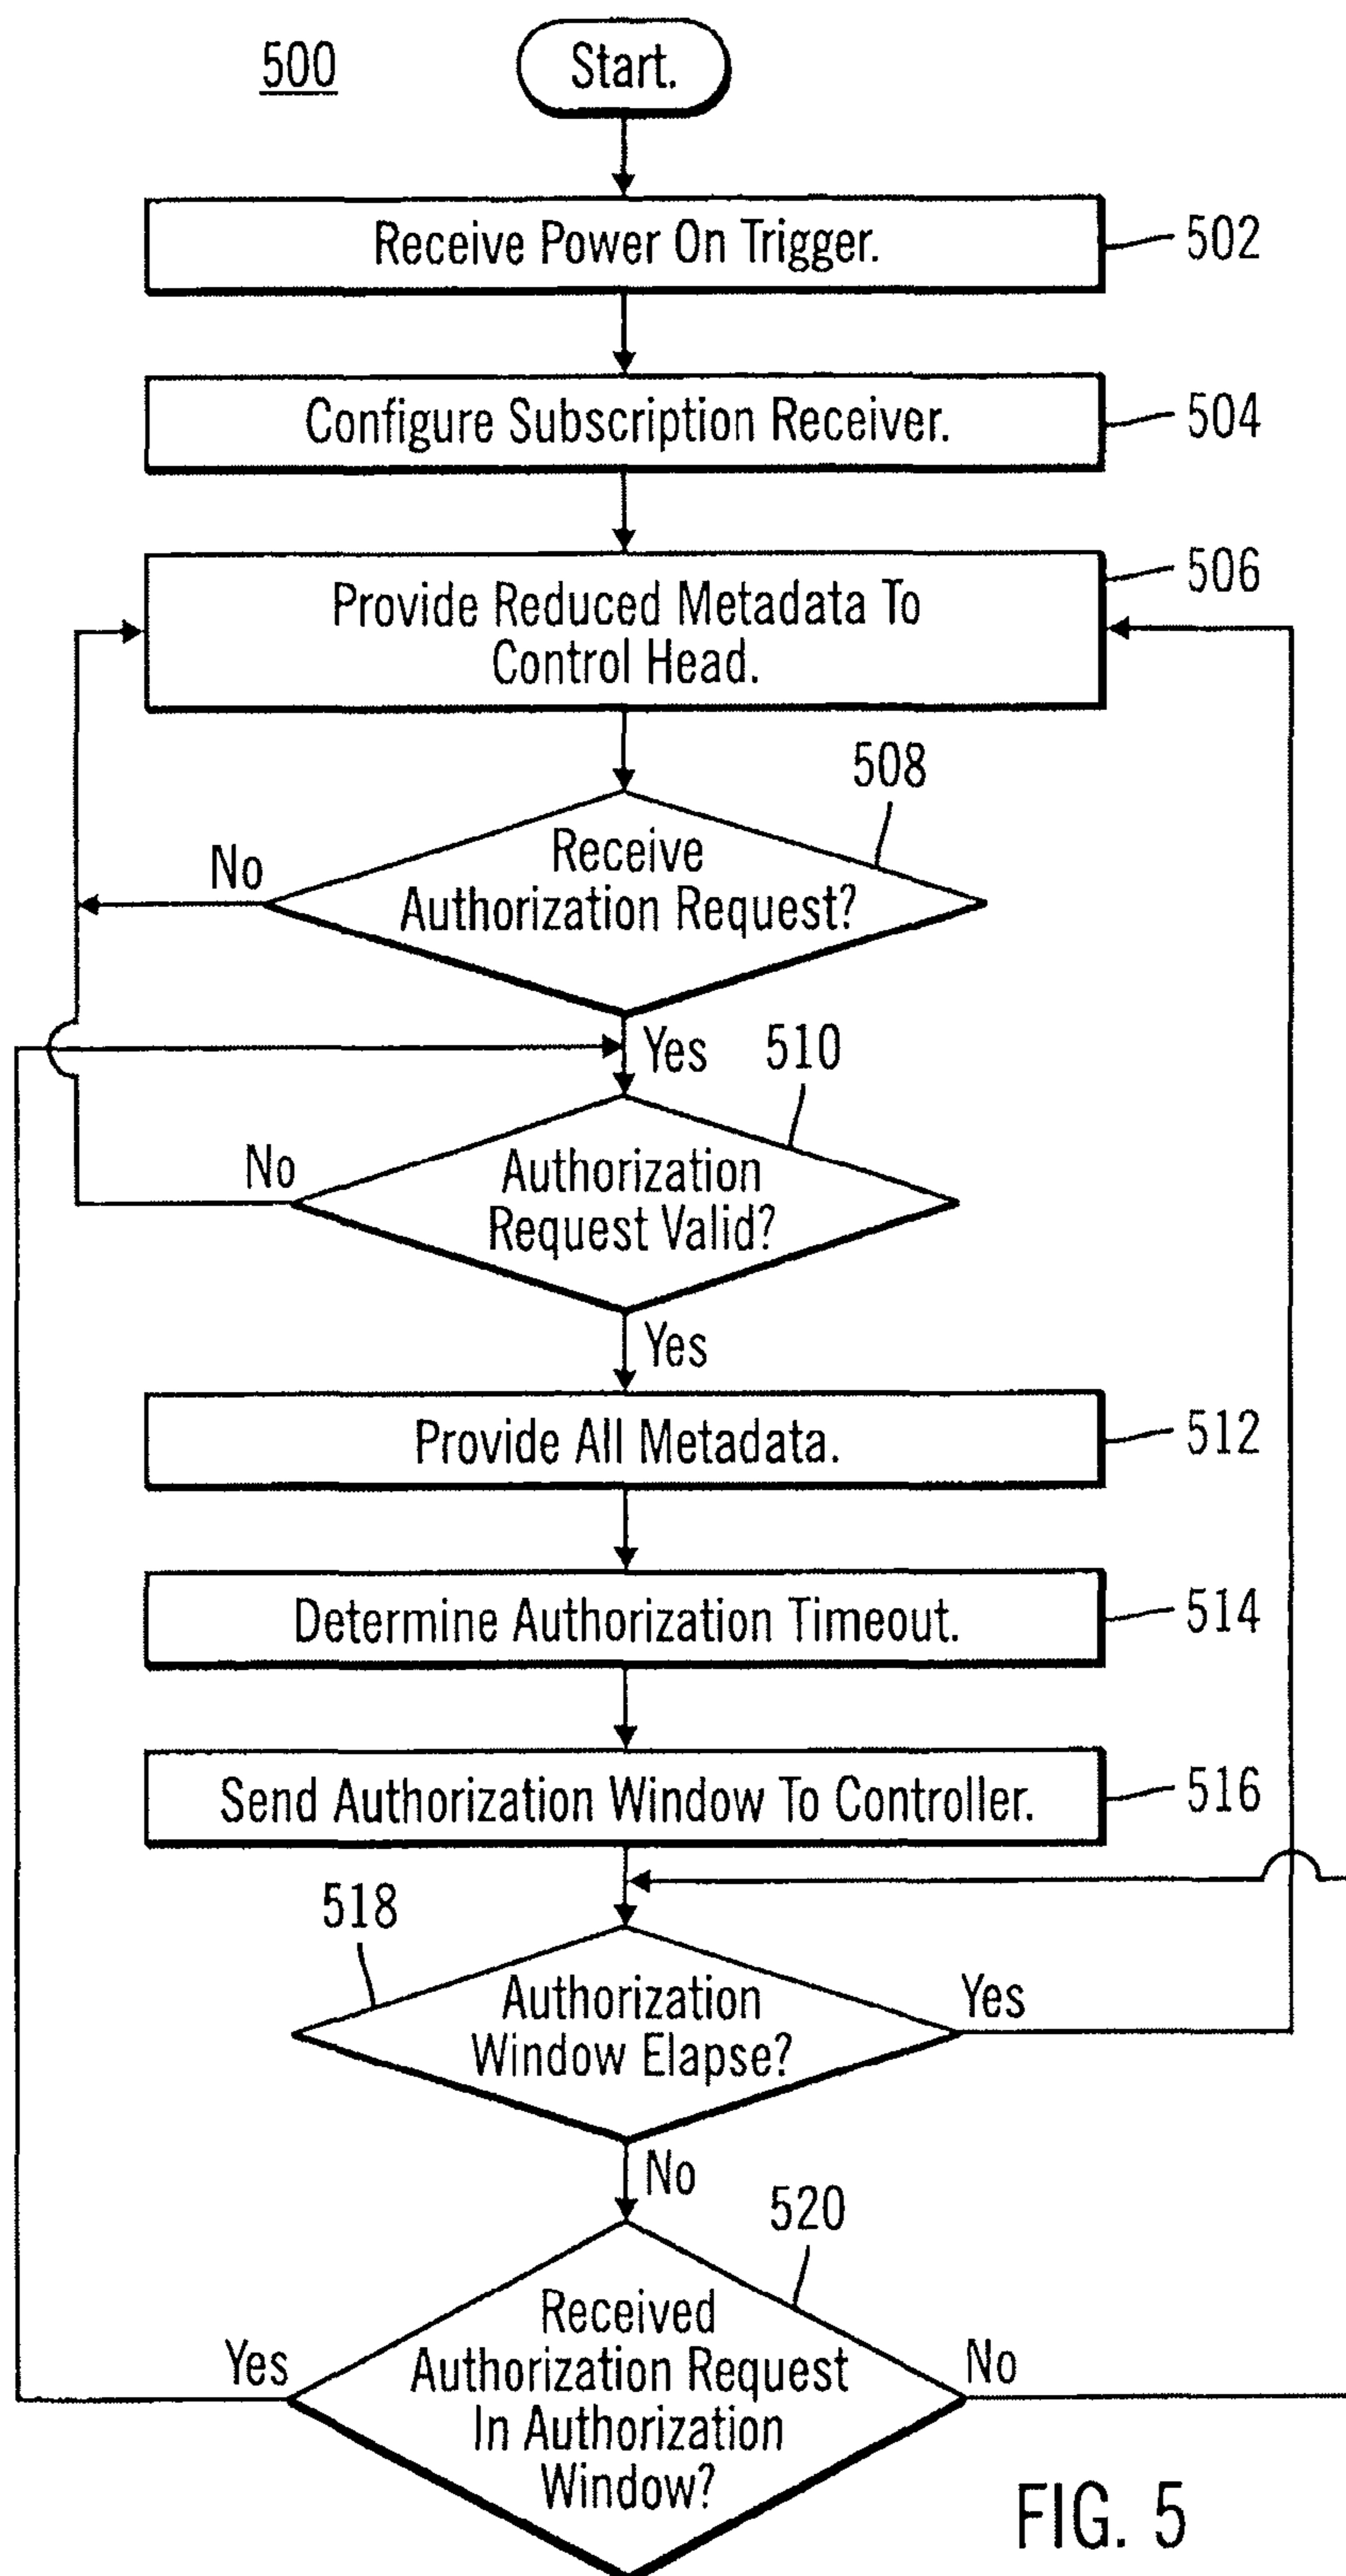 500
Start.
Receive Power On Trigger.
502
Configure Subscription Receiver.
504
506
Provide Reduced Metadata To
Control Head.
508
Receive
Authorization Request?
No
Yes
510
Authorization
Request Valid?
No
Yes
Provide All Metadata.
512
Determine Authorization Timeout.
514
Send Authorization Window To Controller.
516
518
Authorization
Window Elapse?
Yes
No
520
Received
Authorization Request
In Authorization
Window?
Yes
No
FIG. 5